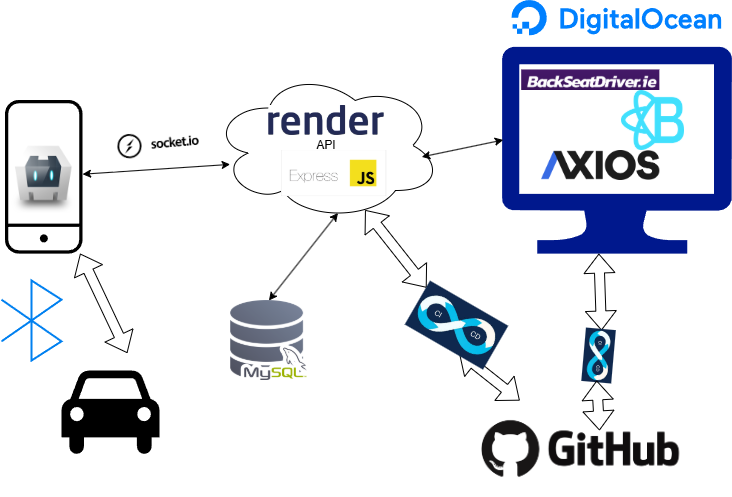 DigitalOcean
BackSeatDriver.ie
B
AXIOS
socket.io
render
API
Express
JS
CI
CD
MySQL
GitHub